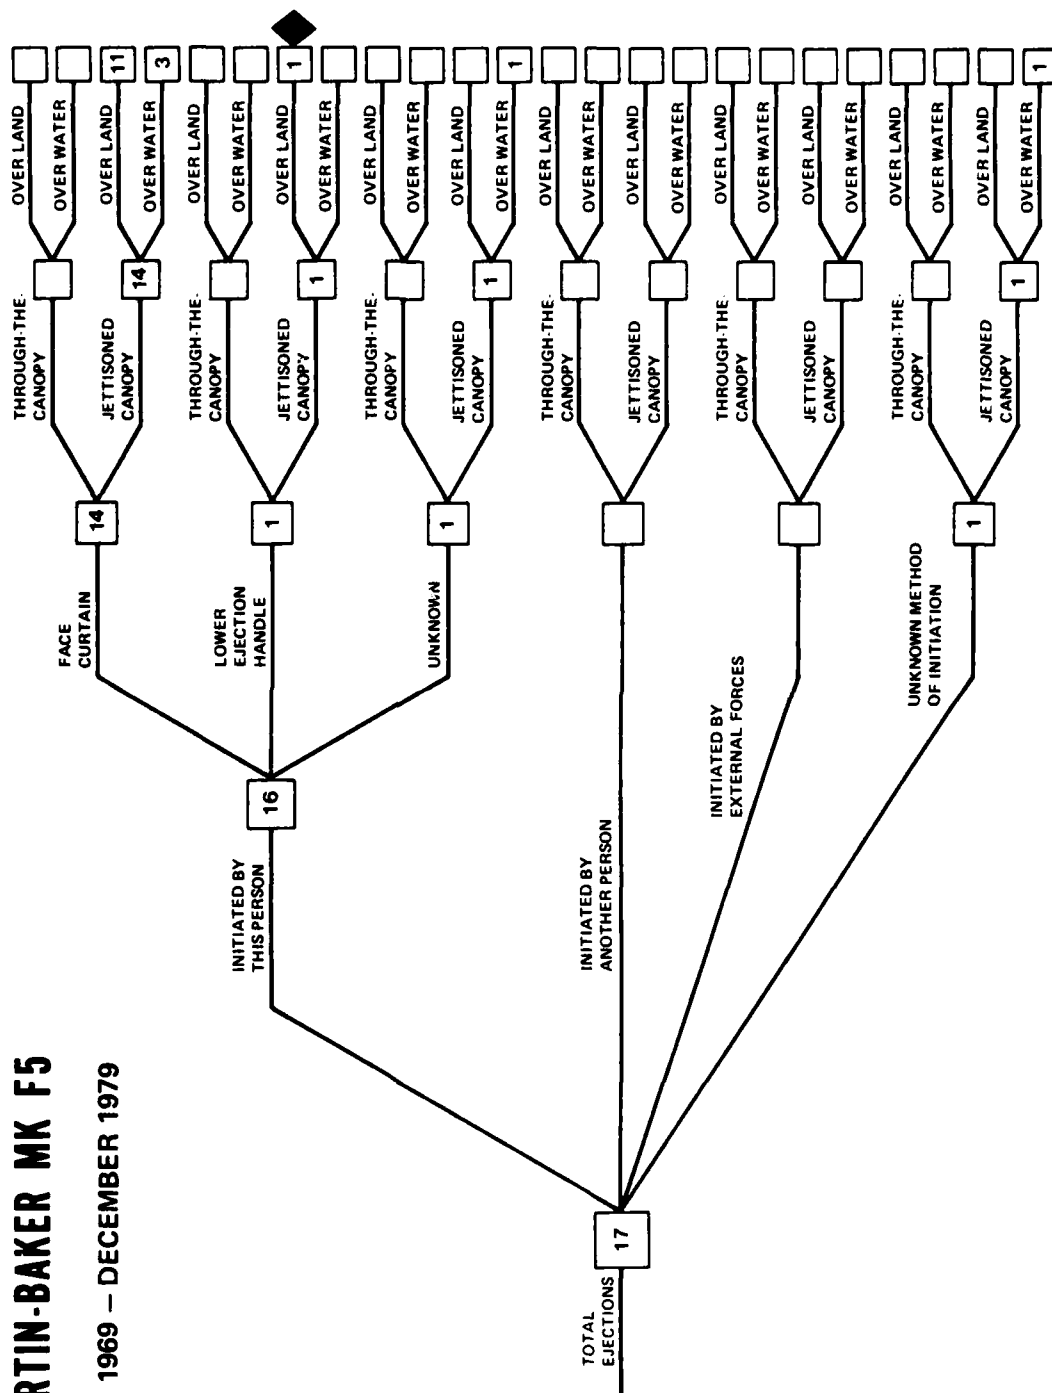 RTIN-BAKER MK F5
1969 – DECEMBER 1979
TOTAL
EJECTIONS
17
INITIATED BY
THIS PERSON
16
INITIATED BY
ANOTHER PERSON
INITIATED BY
EXTERNAL FORCES
UNKNOWN METHOD
OF INITIATION
1
FACE
CURTAIN
14
LOWER
EJECTION
HANDLE
1
UNKNOWN
1
THROUGH-THE-
CANOPY
JETTISONED
CANOPY
14
THROUGH-THE-
CANOPY
JETTISONED
CANOPY
1
THROUGH-THE-
CANOPY
JETTISONED
CANOPY
1
THROUGH-THE-
CANOPY
JETTISONED
CANOPY
THROUGH-THE-
CANOPY
JETTISONED
CANOPY
THROUGH-THE-
CANOPY
JETTISONED
CANOPY
1
OVER LAND
OVER WATER
OVER LAND 11
OVER WATER 3
OVER LAND
OVER WATER
OVER LAND 1
OVER WATER
OVER LAND
OVER WATER
OVER LAND
OVER WATER 1
OVER LAND
OVER WATER
OVER LAND
OVER WATER
OVER LAND
OVER WATER
OVER LAND
OVER WATER
OVER LAND
OVER WATER
OVER LAND
OVER WATER 1